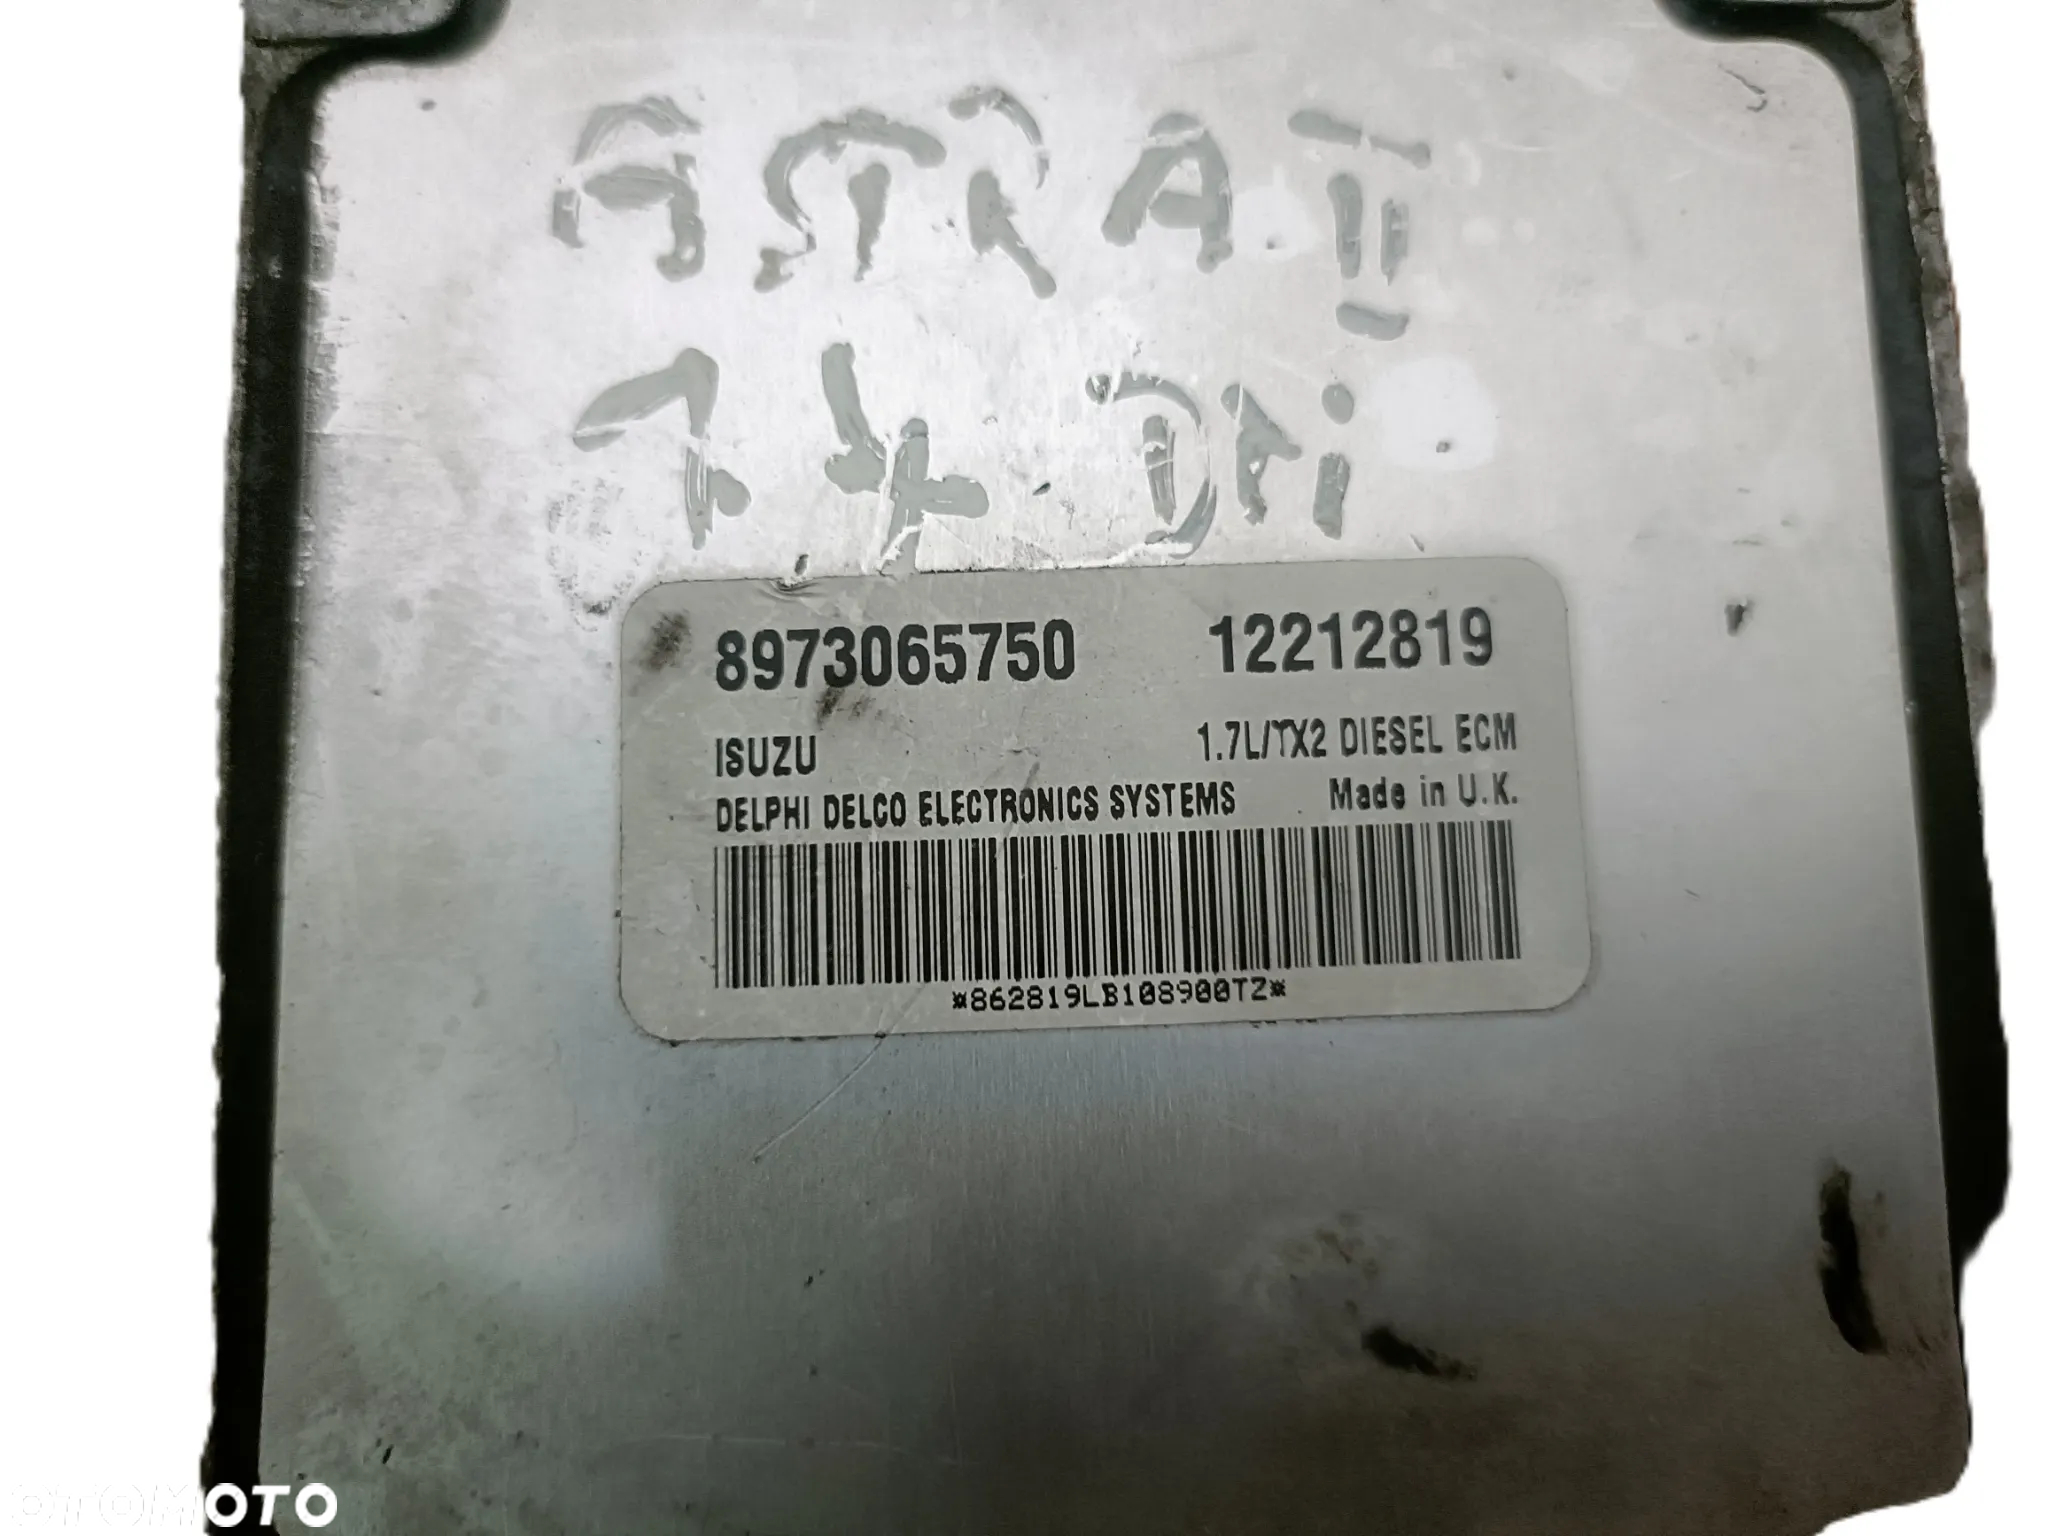 ASTRA II
1.7 DTi
8973065750 12212819
ISUZU 1.7L/TX2 DIESEL ECM
DELPHI DELCO ELECTRONICS SYSTEMS Made in U.K.
*862819LB108900TZ*
OTOMOTO